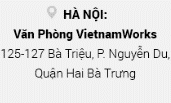 HÀ NỘI:
Văn Phòng VietnamWorks
125-127 Bà Triệu, P. Nguyễn Du,
Quận Hai Bà Trưng